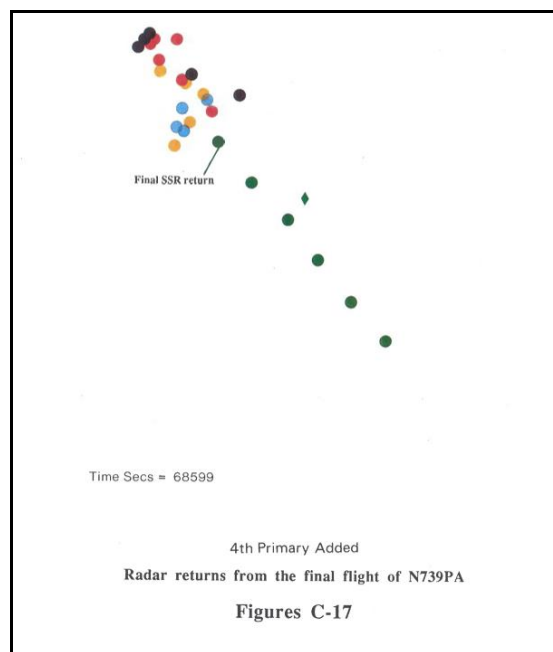 Final SSR return
Time Secs = 68599
4th Primary Added
Radar returns from the final flight of N739PA
Figures C-17